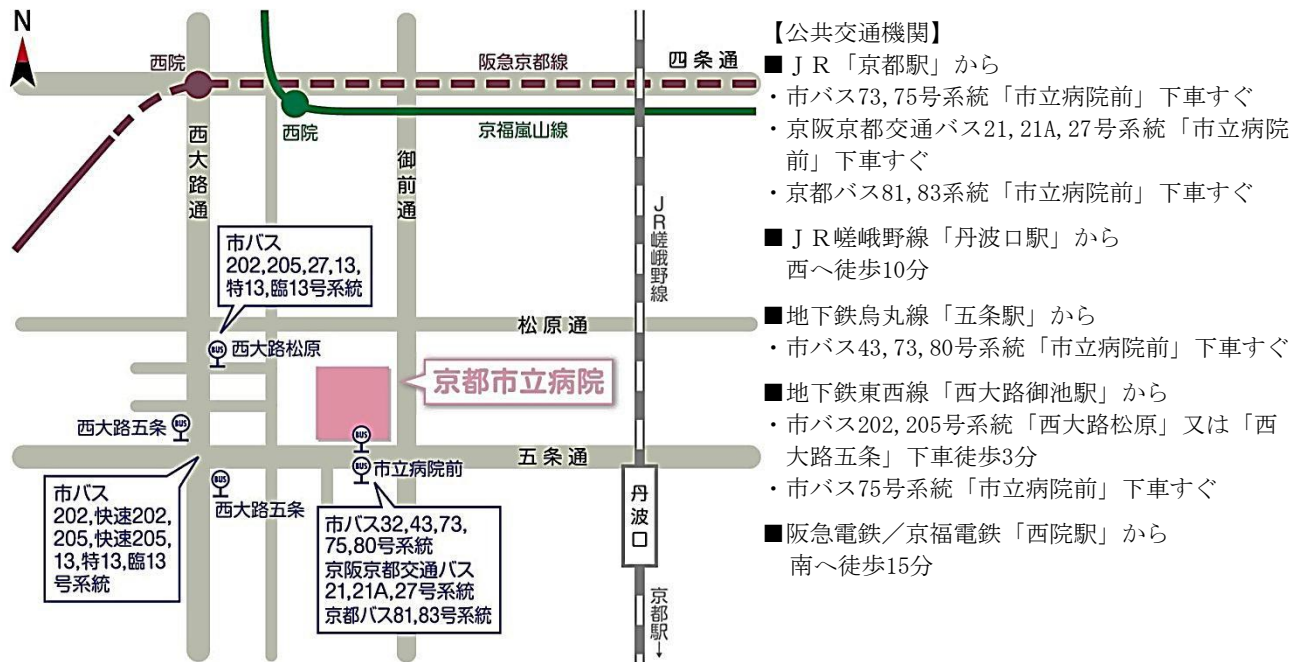 N
西院
阪急京都線
四条通
西院
京福嵐山線
西大路通
御前通
JR嵯峨野線
市バス
202,205,27,13,
特13,臨13号系統
松原通
BUS
西大路松原
京都市立病院
西大路五条
BUS
BUS
五条通
BUS
市立病院前
BUS
西大路五条
丹波口
市バス
202,快速202,
205,快速205,
13,特13,臨13
号系統
市バス32,43,73,
75,80号系統
京阪京都交通バス
21,21A,27号系統
京都バス81,83号系統
京都駅↓
【公共交通機関】
■ＪＲ「京都駅」から
・市バス73,75号系統「市立病院前」下車すぐ
・京阪京都交通バス21,21A,27号系統「市立病院
前」下車すぐ
・京都バス81,83系統「市立病院前」下車すぐ
■ＪＲ嵯峨野線「丹波口駅」から
西へ徒歩10分
■地下鉄烏丸線「五条駅」から
・市バス43,73,80号系統「市立病院前」下車すぐ
■地下鉄東西線「西大路御池駅」から
・市バス202,205号系統「西大路松原」又は「西
大路五条」下車徒歩3分
・市バス75号系統「市立病院前」下車すぐ
■阪急電鉄／京福電鉄「西院駅」から
南へ徒歩15分